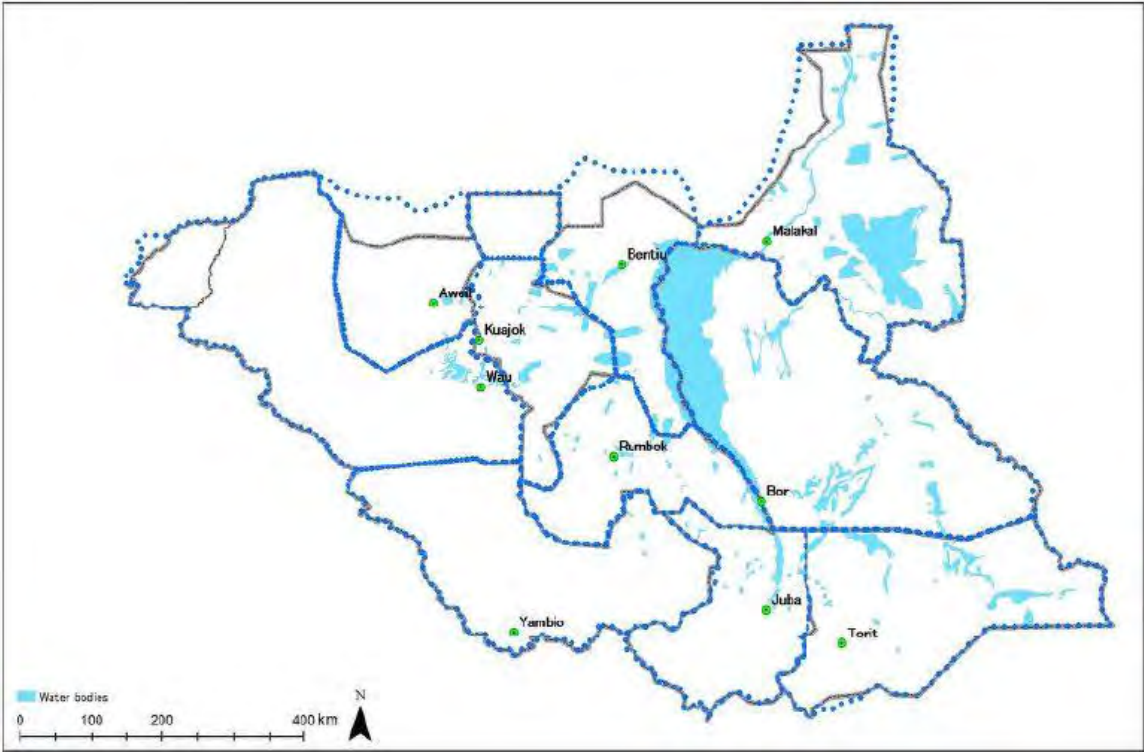 Malakal
Bentiu
Aweil
Kuajok
Wau
Rumbek
Bor
Juba
Yambio
Torit
Water bodies
N
0 100 200 400 km